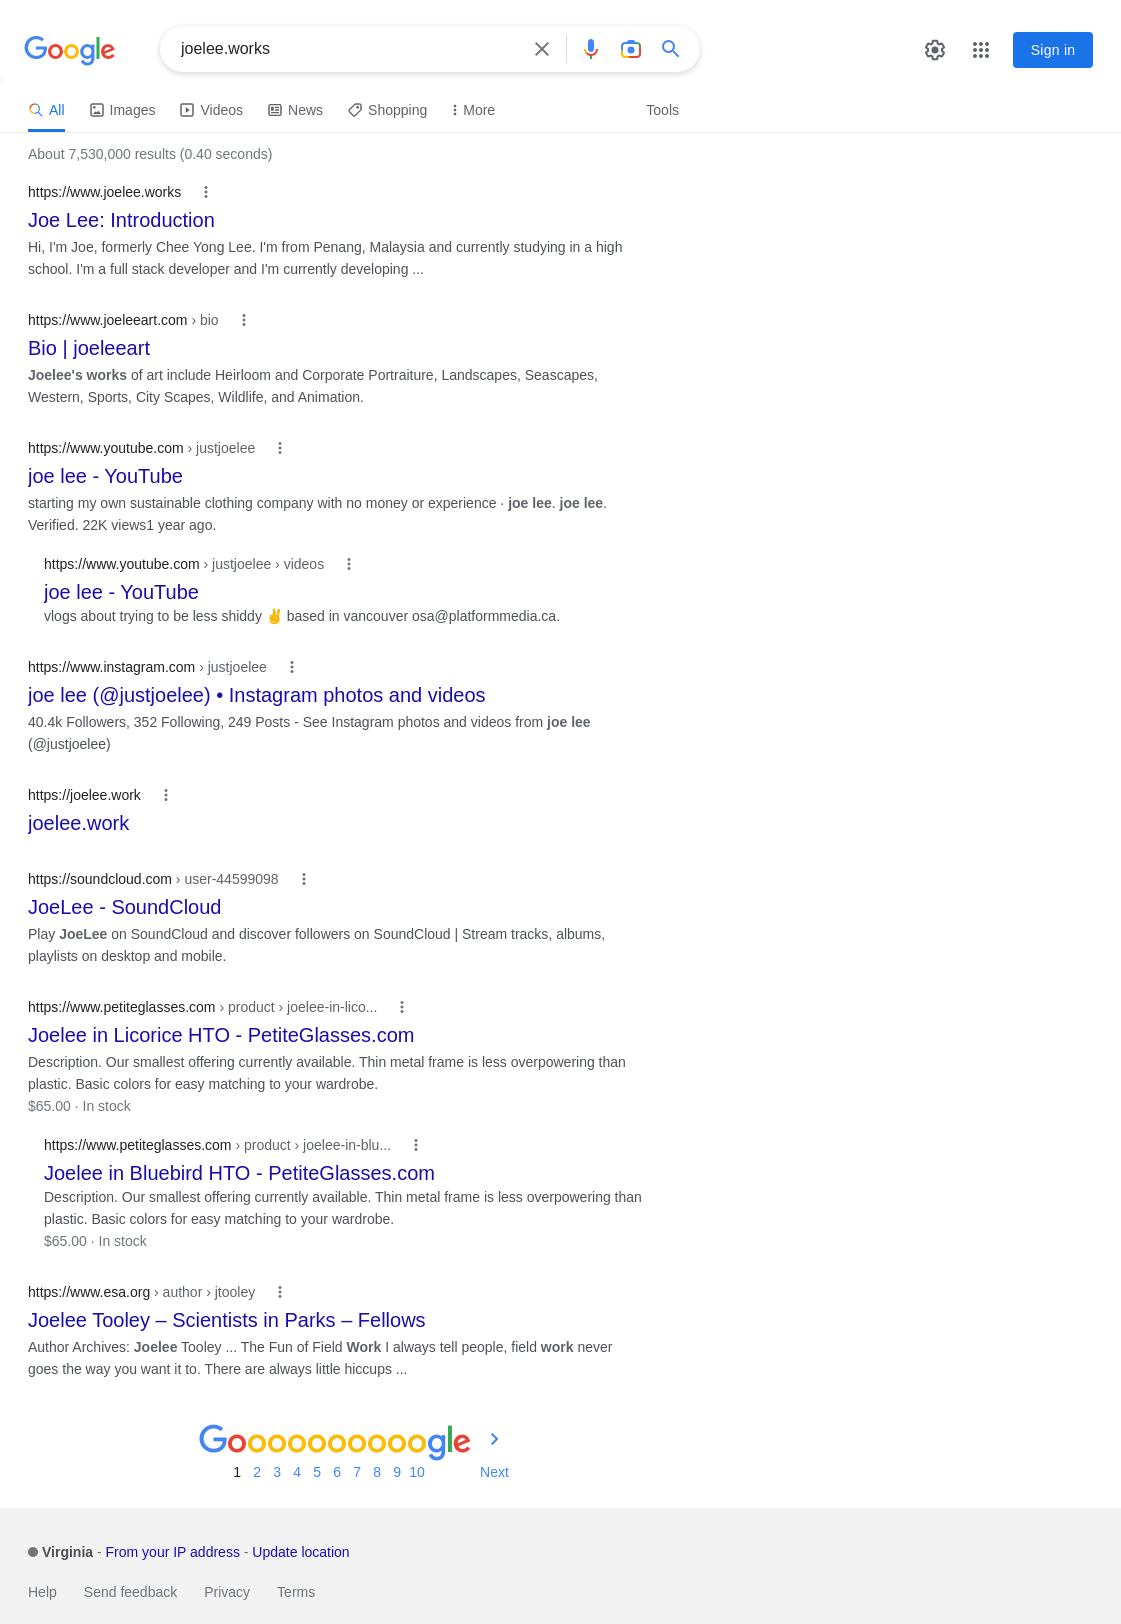 Google
joelee.works
Sign in
All Images Videos News Shopping More Tools
About 7,530,000 results (0.40 seconds)
https://www.joelee.works
Joe Lee: Introduction
Hi, I'm Joe, formerly Chee Yong Lee. I'm from Penang, Malaysia and currently studying in a high
school. I'm a full stack developer and I'm currently developing ...
https://www.joeleeart.com › bio
Bio | joeleeart
Joelee's works of art include Heirloom and Corporate Portraiture, Landscapes, Seascapes,
Western, Sports, City Scapes, Wildlife, and Animation.
https://www.youtube.com › justjoelee
joe lee - YouTube
starting my own sustainable clothing company with no money or experience · joe lee. joe lee.
Verified. 22K views1 year ago.
https://www.youtube.com › justjoelee › videos
joe lee - YouTube
vlogs about trying to be less shiddy ✌ based in vancouver osa@platformmedia.ca.
https://www.instagram.com › justjoelee
joe lee (@justjoelee) • Instagram photos and videos
40.4k Followers, 352 Following, 249 Posts - See Instagram photos and videos from joe lee
(@justjoelee)
https://joelee.work
joelee.work
https://soundcloud.com › user-44599098
JoeLee - SoundCloud
Play JoeLee on SoundCloud and discover followers on SoundCloud | Stream tracks, albums,
playlists on desktop and mobile.
https://www.petiteglasses.com › product › joelee-in-lico...
Joelee in Licorice HTO - PetiteGlasses.com
Description. Our smallest offering currently available. Thin metal frame is less overpowering than
plastic. Basic colors for easy matching to your wardrobe.
$65.00 · In stock
https://www.petiteglasses.com › product › joelee-in-blu...
Joelee in Bluebird HTO - PetiteGlasses.com
Description. Our smallest offering currently available. Thin metal frame is less overpowering than
plastic. Basic colors for easy matching to your wardrobe.
$65.00 · In stock
https://www.esa.org › author › jtooley
Joelee Tooley – Scientists in Parks – Fellows
Author Archives: Joelee Tooley ... The Fun of Field Work I always tell people, field work never
goes the way you want it to. There are always little hiccups ...
Goooooooooogle
1 2 3 4 5 6 7 8 9 10 Next
Virginia - From your IP address - Update location
Help Send feedback Privacy Terms